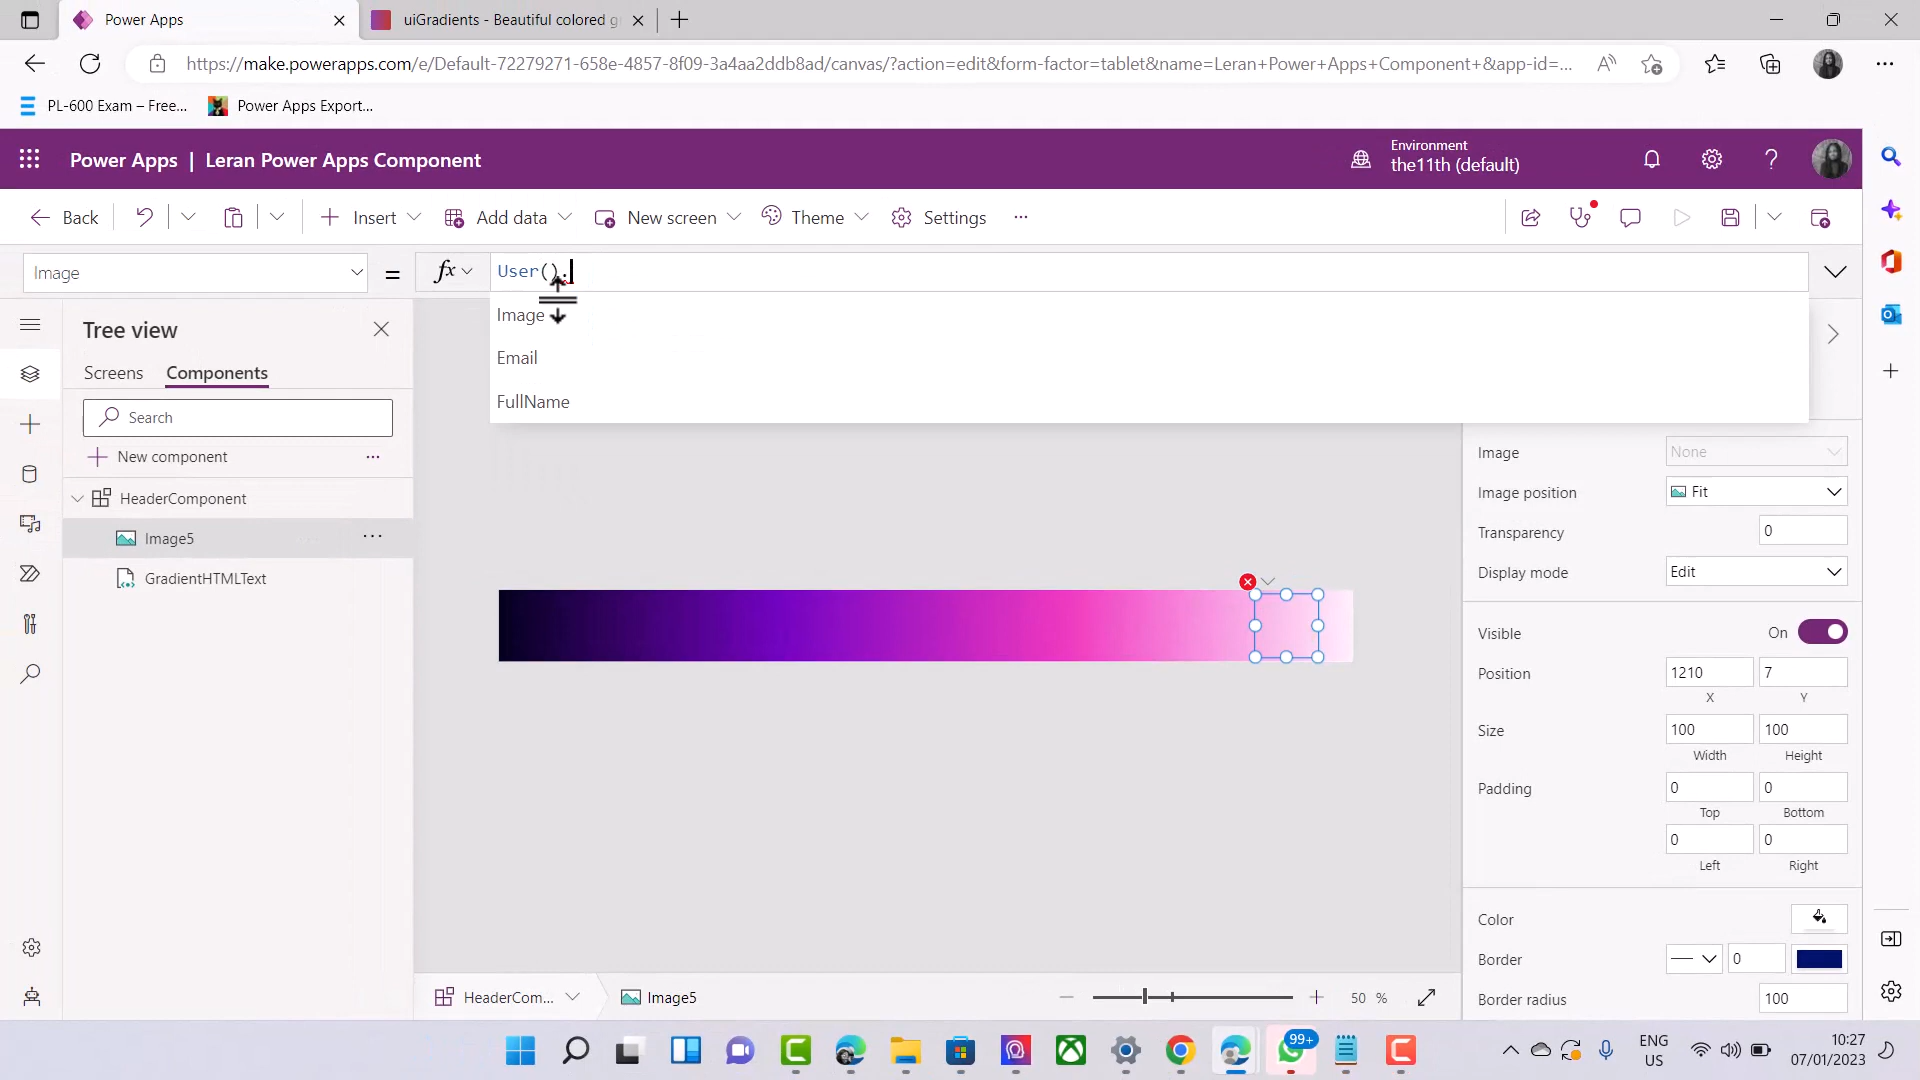 Power Apps
uiGradients - Beautiful colored g
https://make.powerapps.com/e/Default-72279271-658e-4857-8f09-3a4aa2ddb8ad/canvas/?action=edit&form-factor=tablet&name=Leran+Power+Apps+Component+&app-id=...
PL-600 Exam – Free...
Power Apps Export...
Power Apps | Leran Power Apps Component
Environment
the11th (default)
Back
Insert
Add data
New screen
Theme
Settings
Image
=
fx
User().
Image
Email
FullName
Tree view
Screens
Components
Search
New component
HeaderComponent
Image5
GradientHTMLText
Image
None
Image position
Fit
Transparency
0
Display mode
Edit
Visible
On
Position
1210
7
X
Y
Size
100
100
Width
Height
Padding
0
0
Top
Bottom
0
0
Left
Right
Color
Border
0
Border radius
100
HeaderCom...
Image5
50 %
99+
ENG
US
10:27
07/01/2023